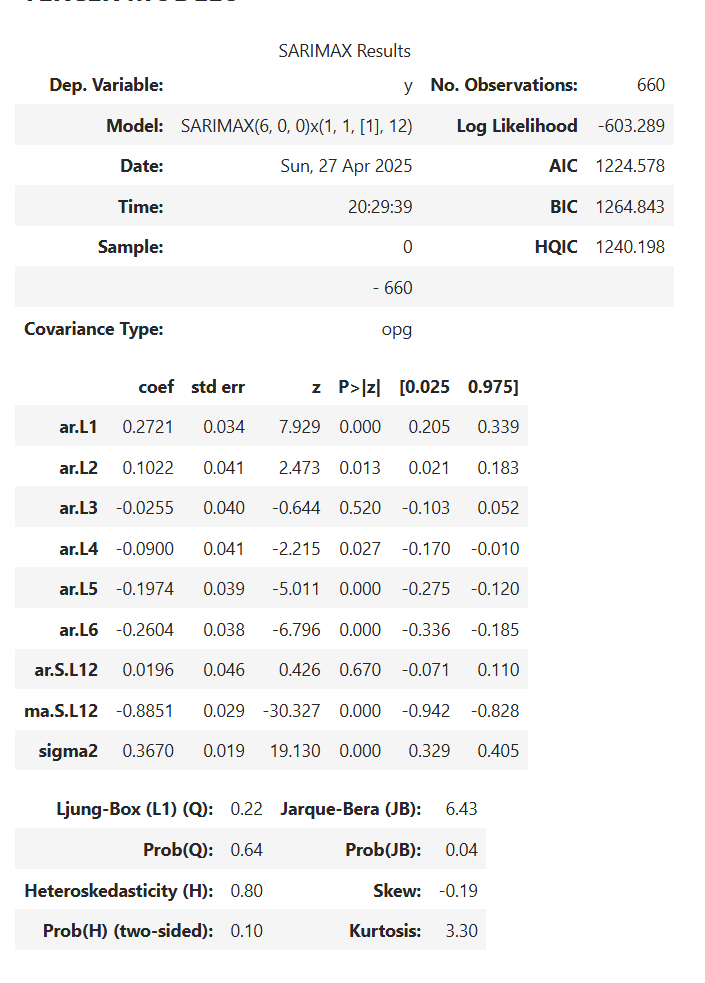 SARIMAX Results
Dep. Variable: y No. Observations: 660
Model: SARIMAX(6, 0, 0)x(1, 1, [1], 12) Log Likelihood -603.289
Date: Sun, 27 Apr 2025 AIC 1224.578
Time: 20:29:39 BIC 1264.843
Sample: 0 HQIC 1240.198
- 660
Covariance Type: opg
coef std err z P>|z| [0.025 0.975]
ar.L1 0.2721 0.034 7.929 0.000 0.205 0.339
ar.L2 0.1022 0.041 2.473 0.013 0.021 0.183
ar.L3 -0.0255 0.040 -0.644 0.520 -0.103 0.052
ar.L4 -0.0900 0.041 -2.215 0.027 -0.170 -0.010
ar.L5 -0.1974 0.039 -5.011 0.000 -0.275 -0.120
ar.L6 -0.2604 0.038 -6.796 0.000 -0.336 -0.185
ar.S.L12 0.0196 0.046 0.426 0.670 -0.071 0.110
ma.S.L12 -0.8851 0.029 -30.327 0.000 -0.942 -0.828
sigma2 0.3670 0.019 19.130 0.000 0.329 0.405
Ljung-Box (L1) (Q): 0.22 Jarque-Bera (JB): 6.43
Prob(Q): 0.64 Prob(JB): 0.04
Heteroskedasticity (H): 0.80 Skew: -0.19
Prob(H) (two-sided): 0.10 Kurtosis: 3.30